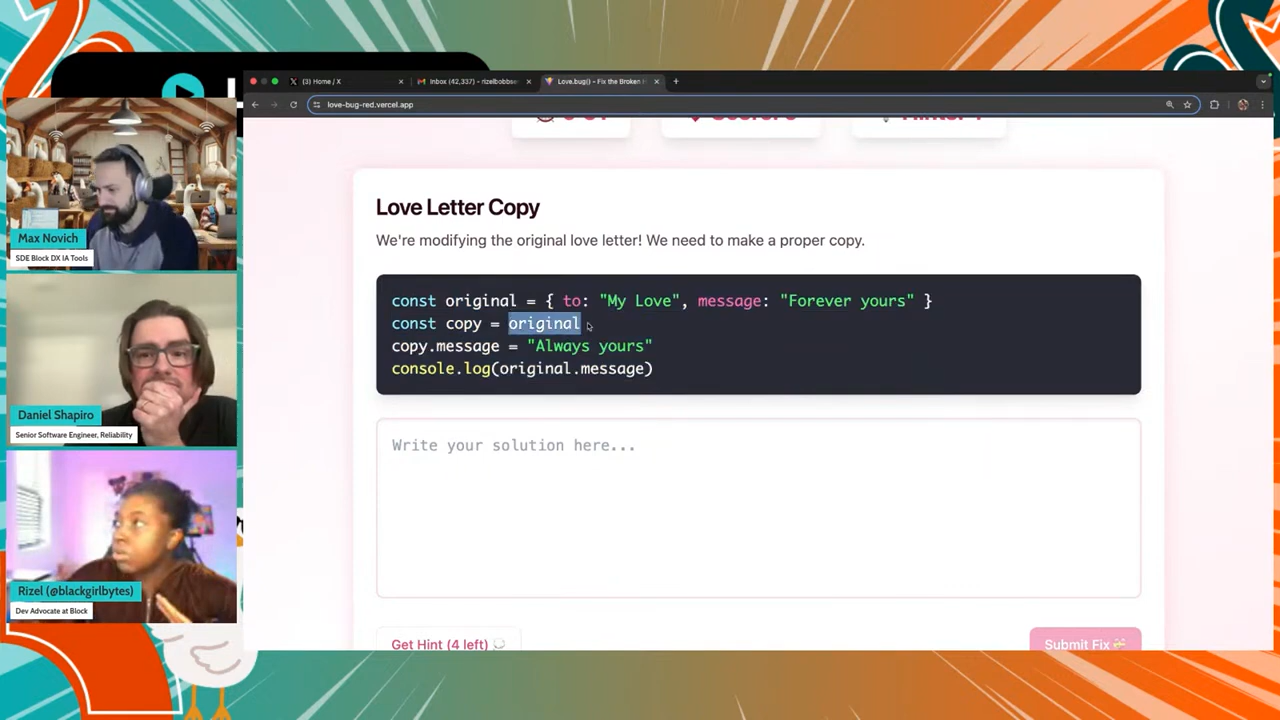 (3) Home / X
Inbox (42,337) - rizelbobbse
Love.bug() - Fix the Broken
love-bug-red.vercel.app
Love Letter Copy
We're modifying the original love letter! We need to make a proper copy.
const original = { to: "My Love", message: "Forever yours" }
const copy = original
copy.message = "Always yours"
console.log(original.message)
Write your solution here...
Get Hint (4 left)
Submit Fix
Max Novich
SDE Block DX IA Tools
Daniel Shapiro
Senior Software Engineer, Reliability
Rizel (@blackgirlbytes)
Dev Advocate at Block